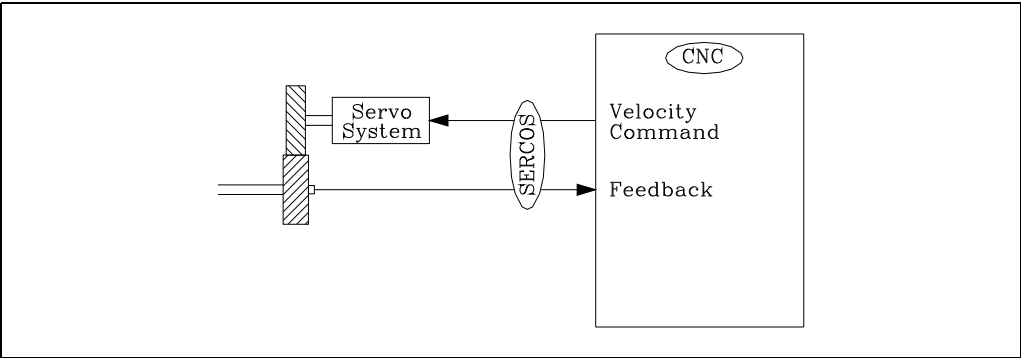 CNC
Servo
System
Velocity
Command
SERCOS
Feedback